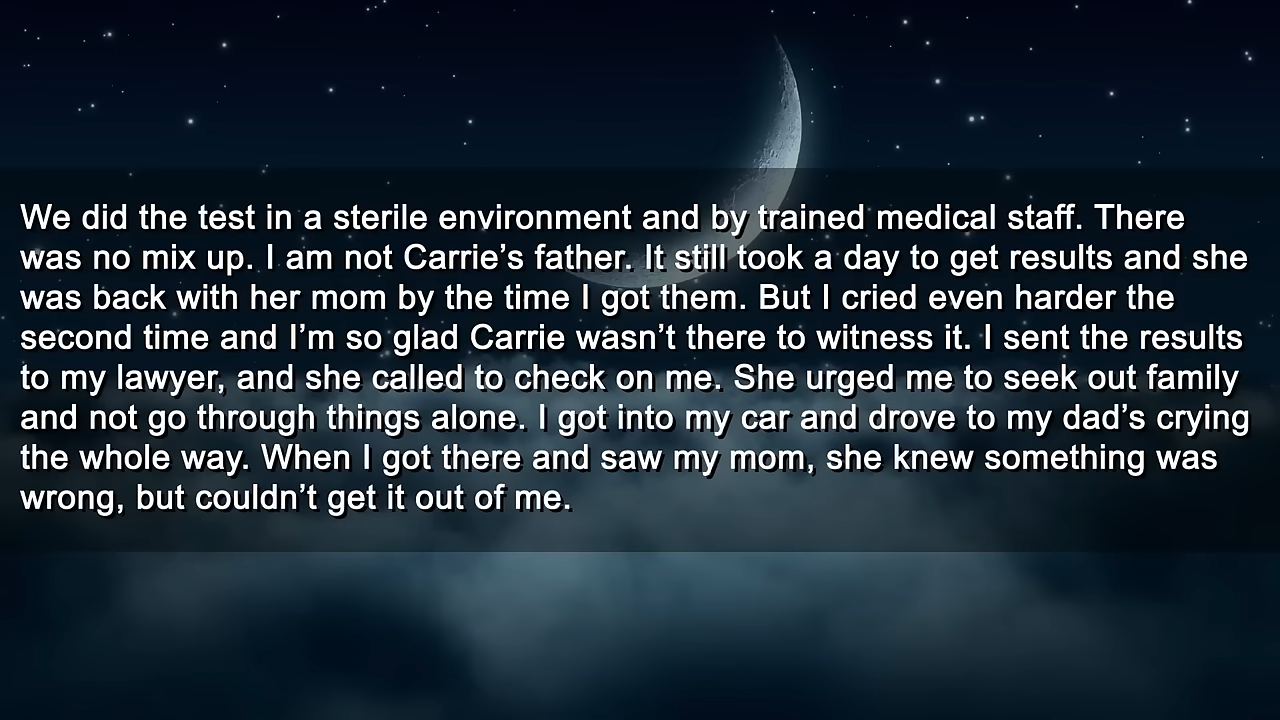 We did the test in a sterile environment and by trained medical staff. There
was no mix up. I am not Carrie’s father. It still took a day to get results and she
was back with her mom by the time I got them. But I cried even harder the
second time and I’m so glad Carrie wasn’t there to witness it. I sent the results
to my lawyer, and she called to check on me. She urged me to seek out family
and not go through things alone. I got into my car and drove to my dad’s crying
the whole way. When I got there and saw my mom, she knew something was
wrong, but couldn’t get it out of me.